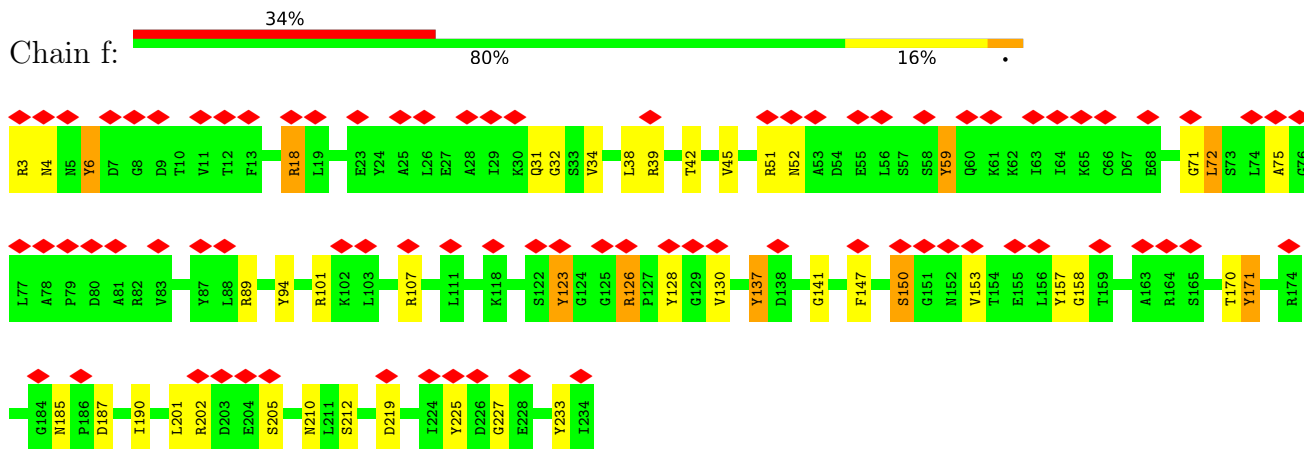 34%
Chain f:
80% 16% •
R3 N4 N5 Y6 D7 G8 D9 T10 V11 T12 F13 R18 L19 E23 Y24 A25 L26 E27 A28 I29 K30 Q31 G32 S33 V34 L38 R39 T42 V45 R51 N52 A53 D54 E55 L56 S57 S58 Y59 Q60 K61 K62 I63 I64 K65 C66 D67 E68 G71 L72 S73 L74 A75 G76
L77 A78 P79 D80 A81 R82 V83 Y87 L88 R89 Y94 R101 K102 L103 R107 L111 K118 S122 Y123 G124 G125 R126 P127 Y128 G129 V130 Y137 D138 G141 F147 S150 G151 N152 V153 T154 E155 L156 Y157 G158 T159 A163 R164 S165 T170 Y171 R174
G184 N185 P186 D187 I190 L201 R202 D203 E204 S205 N210 L211 S212 D219 I224 Y225 D226 G227 E228 Y233 I234